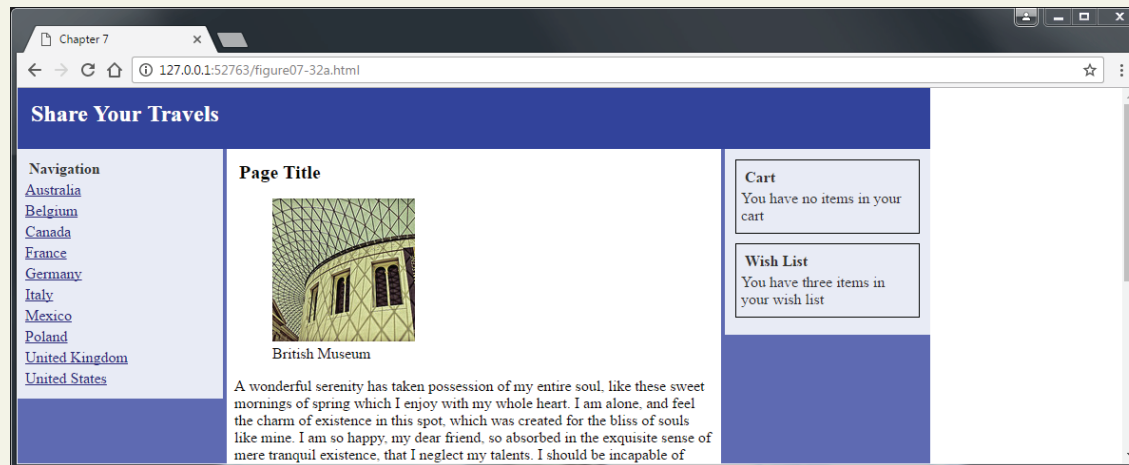 Chapter 7
127.0.0.1:52763/figure07-32a.html
Share Your Travels
Navigation
Australia
Belgium
Canada
France
Germany
Italy
Mexico
Poland
United Kingdom
United States
Page Title
British Museum
A wonderful serenity has taken possession of my entire soul, like these sweet
mornings of spring which I enjoy with my whole heart. I am alone, and feel
the charm of existence in this spot, which was created for the bliss of souls
like mine. I am so happy, my dear friend, so absorbed in the exquisite sense of
mere tranquil existence, that I neglect my talents. I should be incapable of
Cart
You have no items in your
cart
Wish List
You have three items in
your wish list